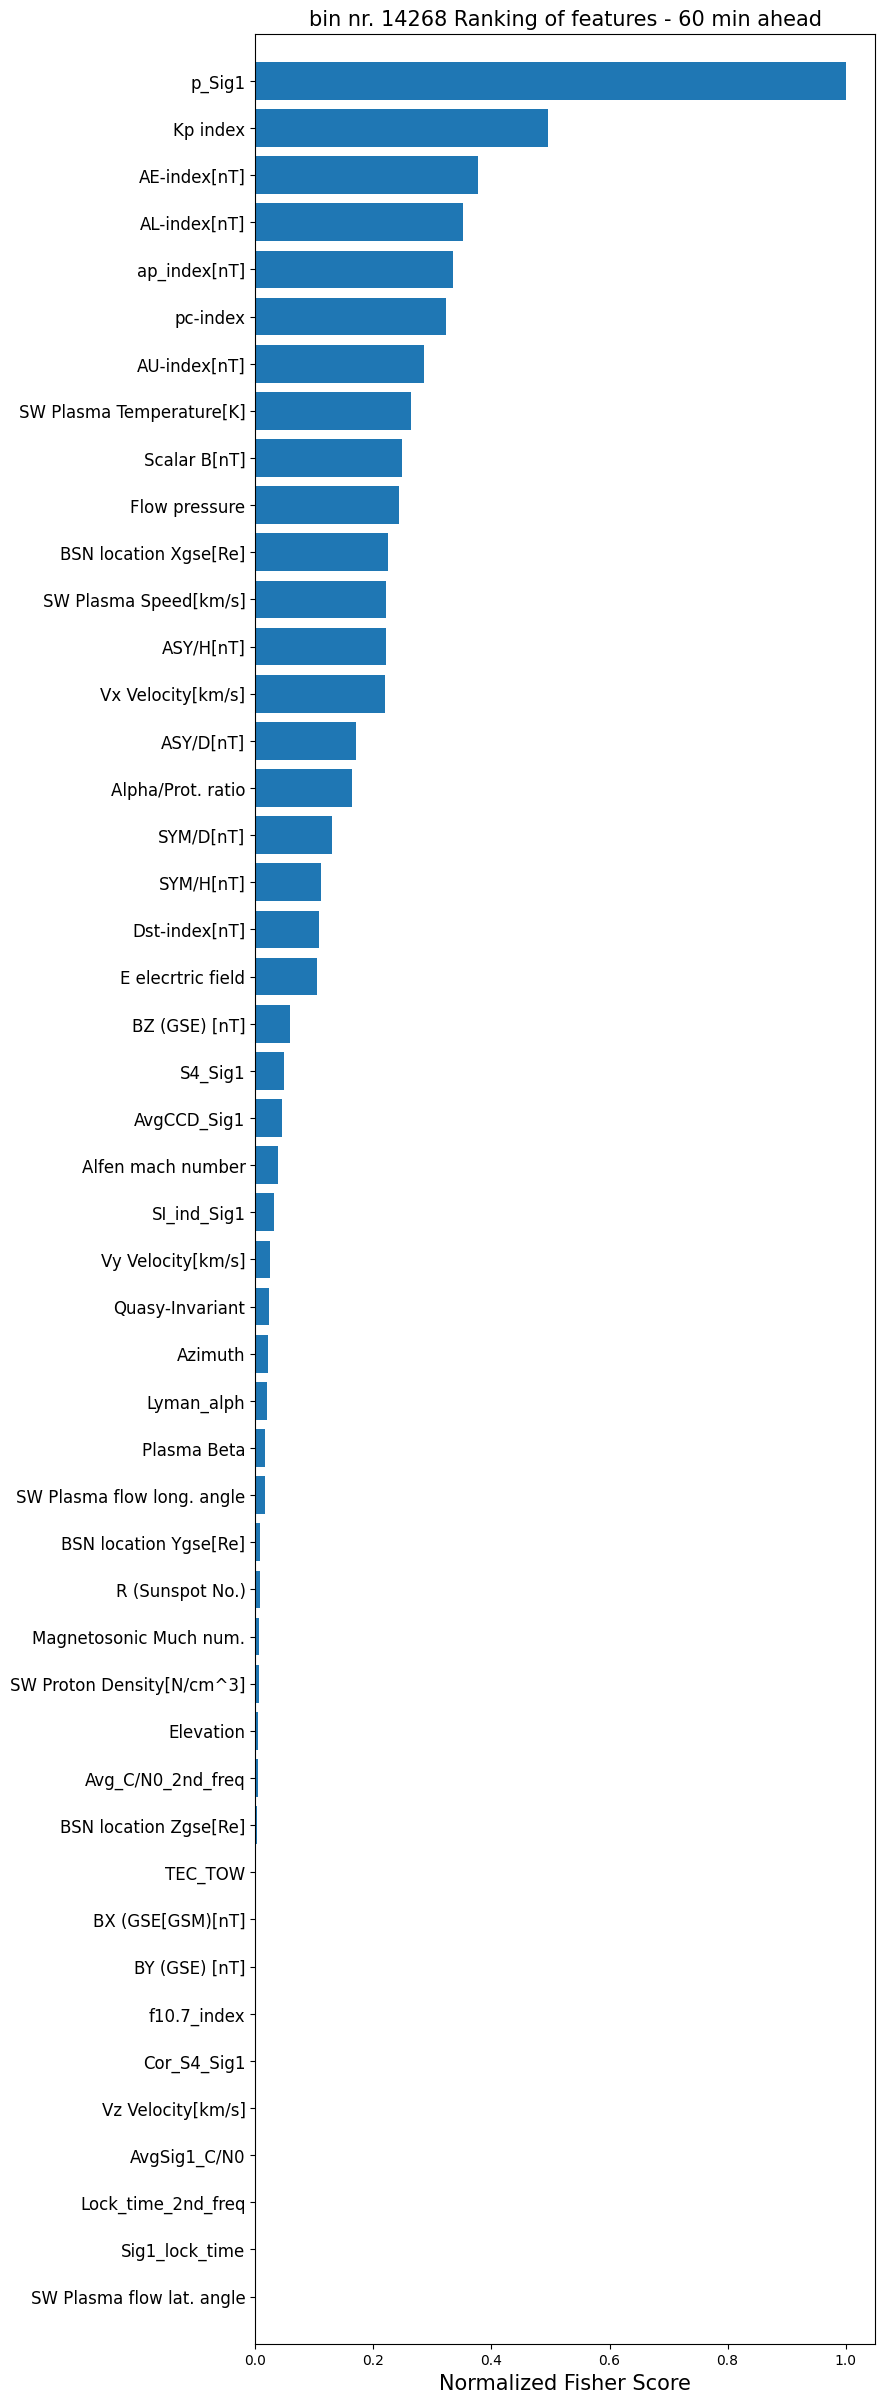 bin nr. 14268 Ranking of features - 60 min ahead
p_Sig1
Kp index
AE-index[nT]
AL-index[nT]
ap_index[nT]
pc-index
AU-index[nT]
SW Plasma Temperature[K]
Scalar B[nT]
Flow pressure
BSN location Xgse[Re]
SW Plasma Speed[km/s]
ASY/H[nT]
Vx Velocity[km/s]
ASY/D[nT]
Alpha/Prot. ratio
SYM/D[nT]
SYM/H[nT]
Dst-index[nT]
E elecrtric field
BZ (GSE) [nT]
S4_Sig1
AvgCCD_Sig1
Alfen mach number
SI_ind_Sig1
Vy Velocity[km/s]
Quasy-Invariant
Azimuth
Lyman_alph
Plasma Beta
SW Plasma flow long. angle
BSN location Ygse[Re]
R (Sunspot No.)
Magnetosonic Much num.
SW Proton Density[N/cm^3]
Elevation
Avg_C/N0_2nd_freq
BSN location Zgse[Re]
TEC_TOW
BX (GSE[GSM)[nT]
BY (GSE) [nT]
f10.7_index
Cor_S4_Sig1
Vz Velocity[km/s]
AvgSig1_C/N0
Lock_time_2nd_freq
Sig1_lock_time
SW Plasma flow lat. angle
0.0 0.2 0.4 0.6 0.8 1.0
Normalized Fisher Score